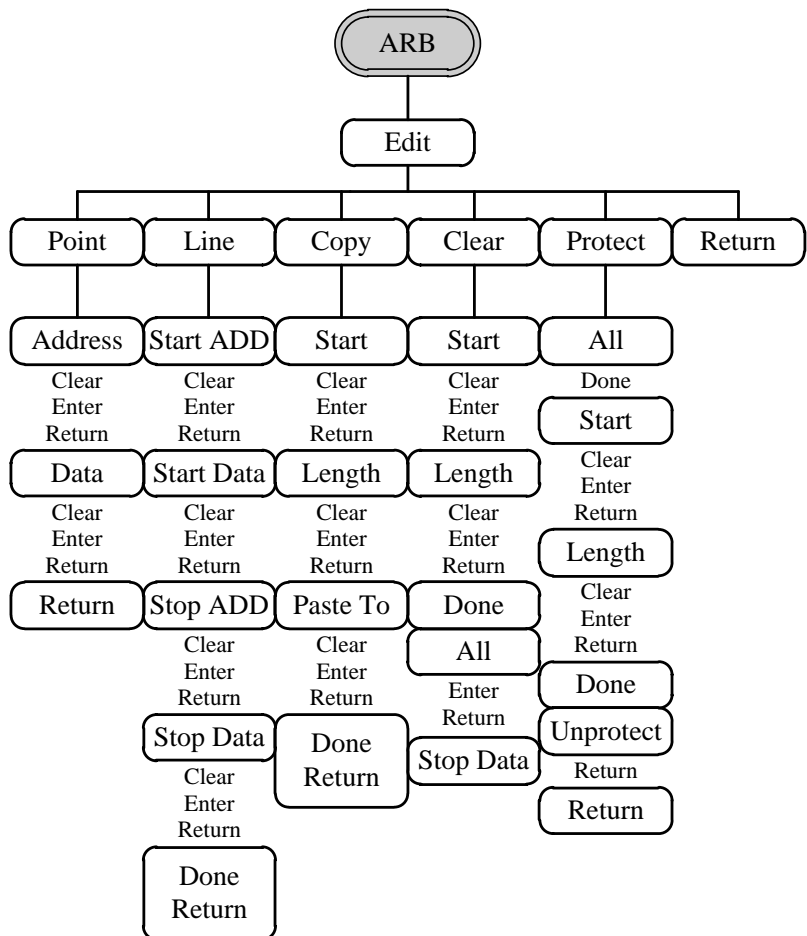 ARB
Edit
Point Line Copy Clear Protect Return
Address
Clear
Enter
Return
Data
Clear
Enter
Return
Return
Start ADD
Clear
Enter
Return
Start Data
Clear
Enter
Return
Stop ADD
Clear
Enter
Return
Stop Data
Clear
Enter
Return
Done
Return
Start
Clear
Enter
Return
Length
Clear
Enter
Return
Paste To
Clear
Enter
Return
Done
Return
Start
Clear
Enter
Return
Length
Clear
Enter
Return
Done
All
Enter
Return
Stop Data
All
Done
Start
Clear
Enter
Return
Length
Clear
Enter
Return
Done
Unprotect
Return
Return